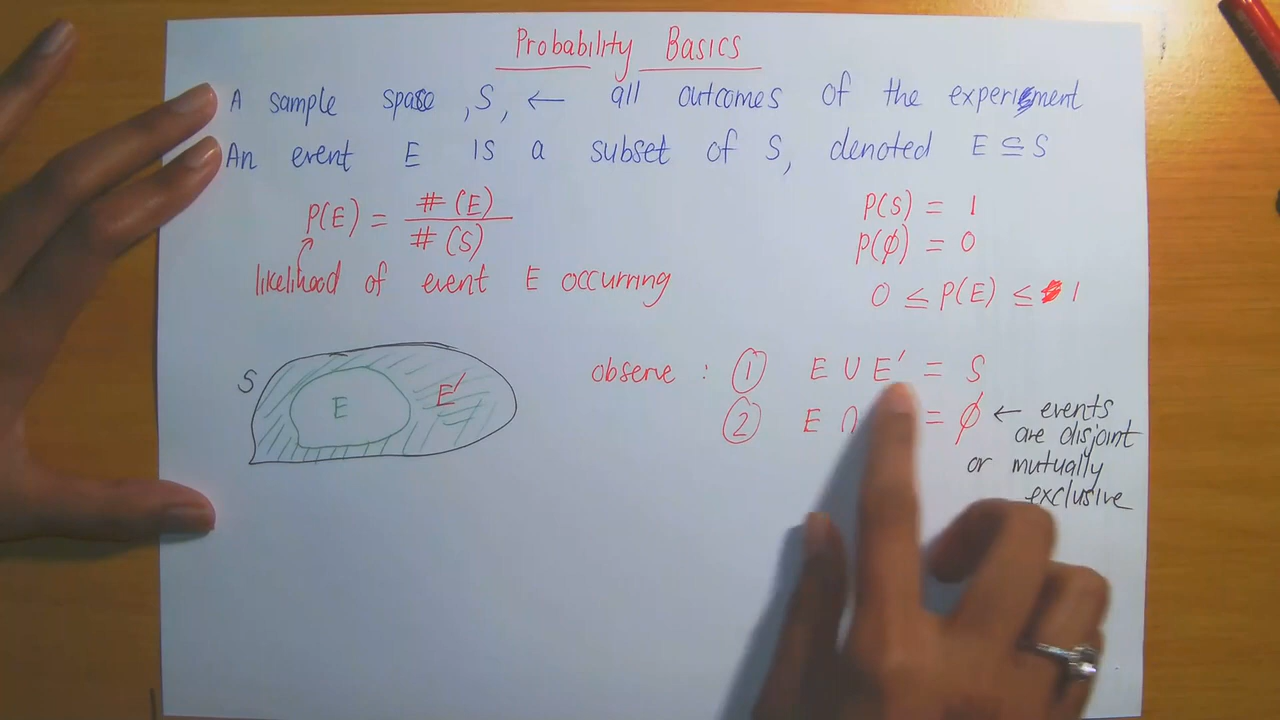 Probability Basics
A sample space, S, ← all outcomes of the experiment
An event E is a subset of S, denoted E ⊆ S
P(E) = #(E) / #(S)
likelihood of event E occurring
P(S) = 1
P(∅) = 0
0 ≤ P(E) ≤ 1
S
E
E'
observe : ① E ∪ E' = S
② E ∩ = ∅ ← events
are disjoint
or mutually
exclusive